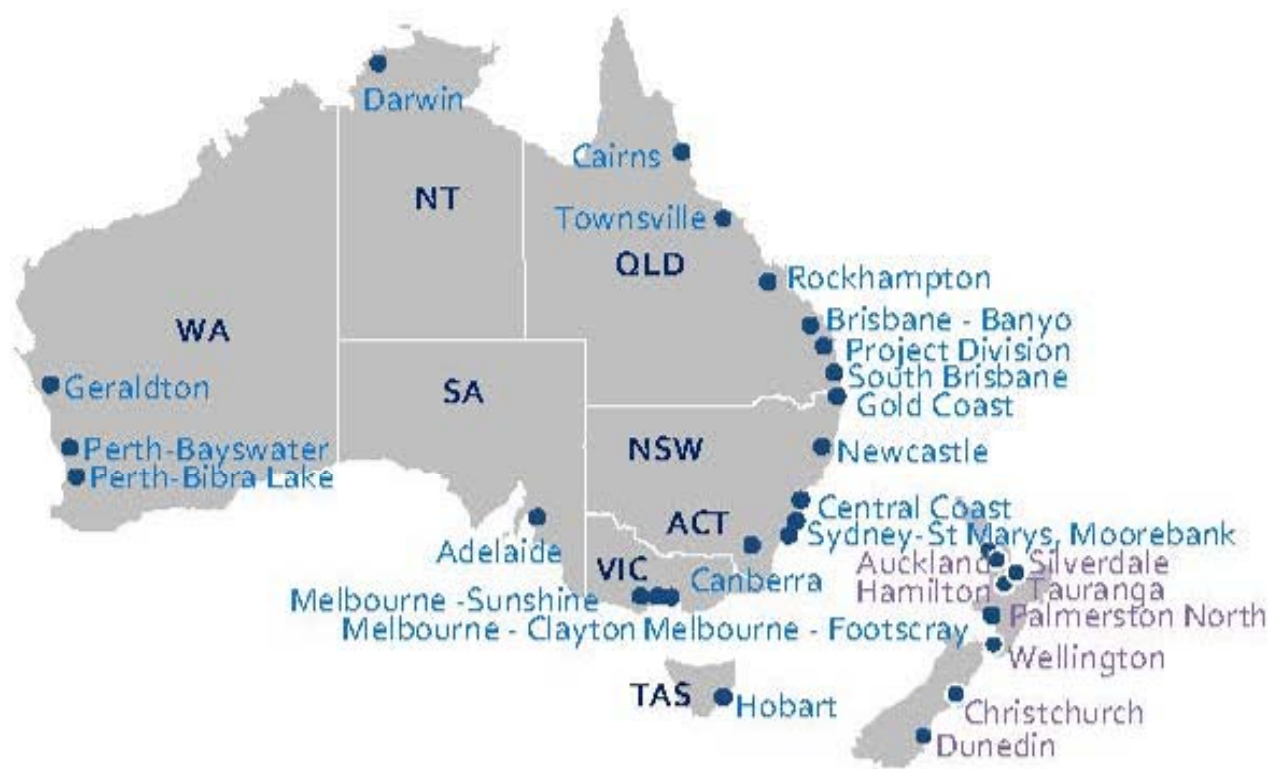 Darwin
Cairns
NT
Townsville
QLD
Rockhampton
WA
Brisbane - Banyo
Project Division
South Brisbane
Geraldton
SA
Gold Coast
Perth-Bayswater
NSW
Newcastle
Perth-Bibra Lake
Central Coast
ACT
Sydney-St Marys, Moorebank
Adelaide
Auckland
Silverdale
VIC
Canberra
Hamilton
Tauranga
Melbourne -Sunshine
Palmerston North
Melbourne - Clayton Melbourne - Footscray
Wellington
TAS
Hobart
Christchurch
Dunedin